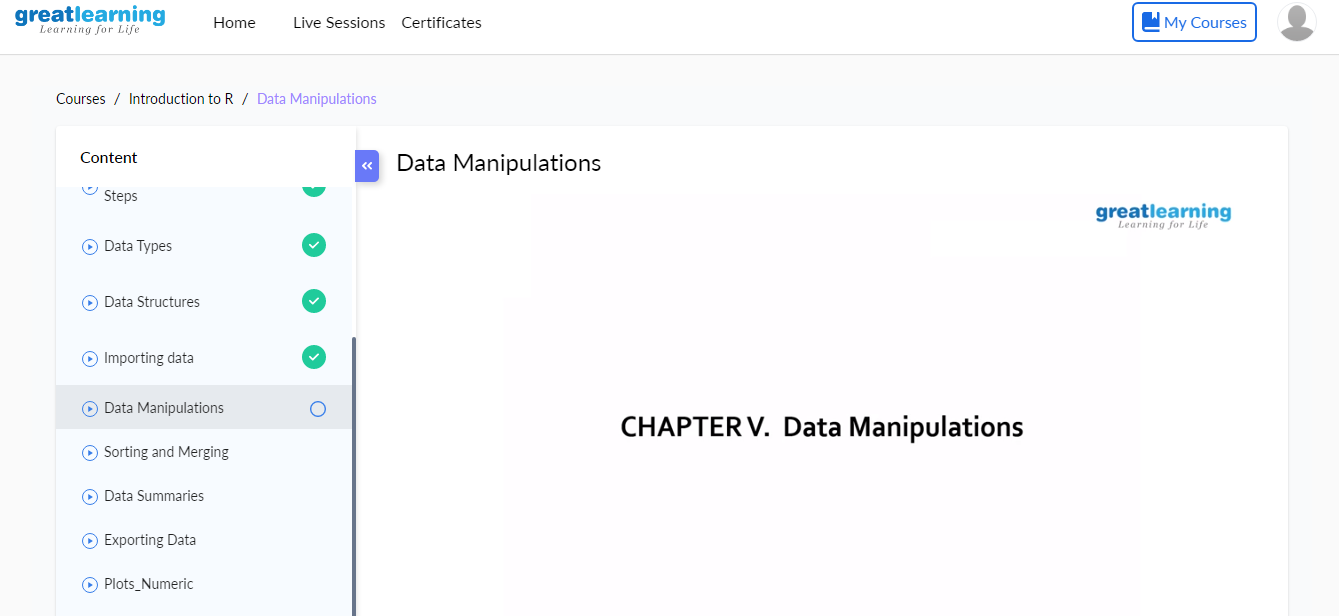 greatlearning
Learning for Life
Home
Live Sessions
Certificates
My Courses
Courses / Introduction to R / Data Manipulations
Content
Steps
Data Types
Data Structures
Importing data
Data Manipulations
Sorting and Merging
Data Summaries
Exporting Data
Plots_Numeric
Data Manipulations
greatlearning
Learning for Life
CHAPTER V. Data Manipulations